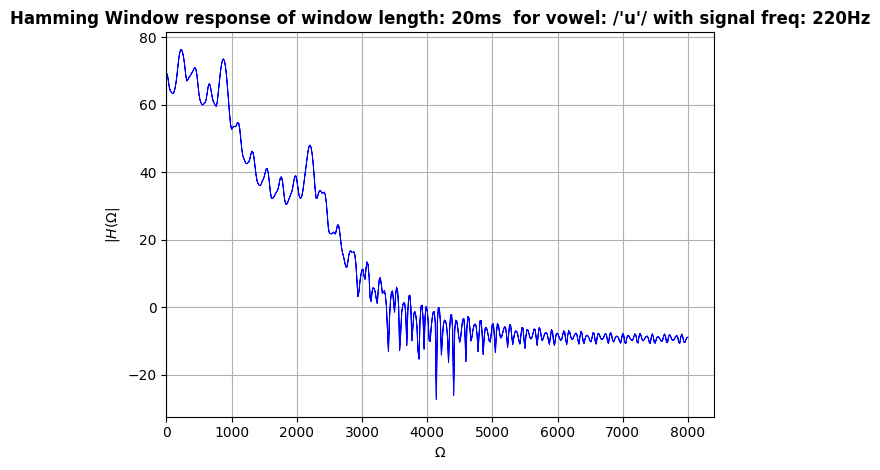 Hamming Window response of window length: 20ms  for vowel: /'u'/ with signal freq: 220Hz
80
60
40
20
0
−20
|H(Ω|
0 1000 2000 3000 4000 5000 6000 7000 8000
Ω